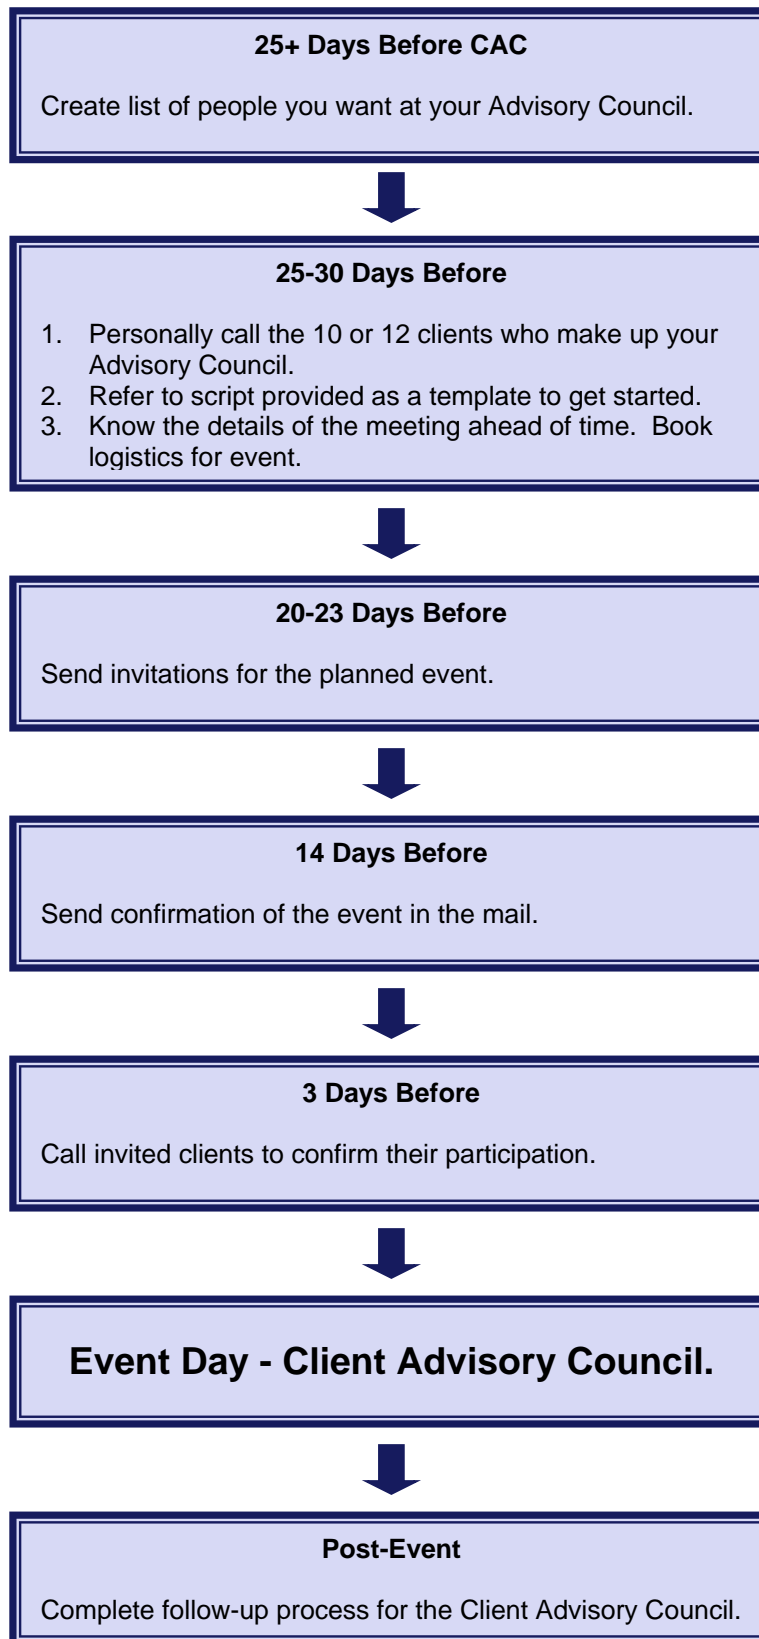 25+ Days Before CAC
Create list of people you want at your Advisory Council.
25-30 Days Before
1. Personally call the 10 or 12 clients who make up your
Advisory Council.
2. Refer to script provided as a template to get started.
3. Know the details of the meeting ahead of time.  Book
logistics for event.
20-23 Days Before
Send invitations for the planned event.
14 Days Before
Send confirmation of the event in the mail.
3 Days Before
Call invited clients to confirm their participation.
Event Day - Client Advisory Council.
Post-Event
Complete follow-up process for the Client Advisory Council.